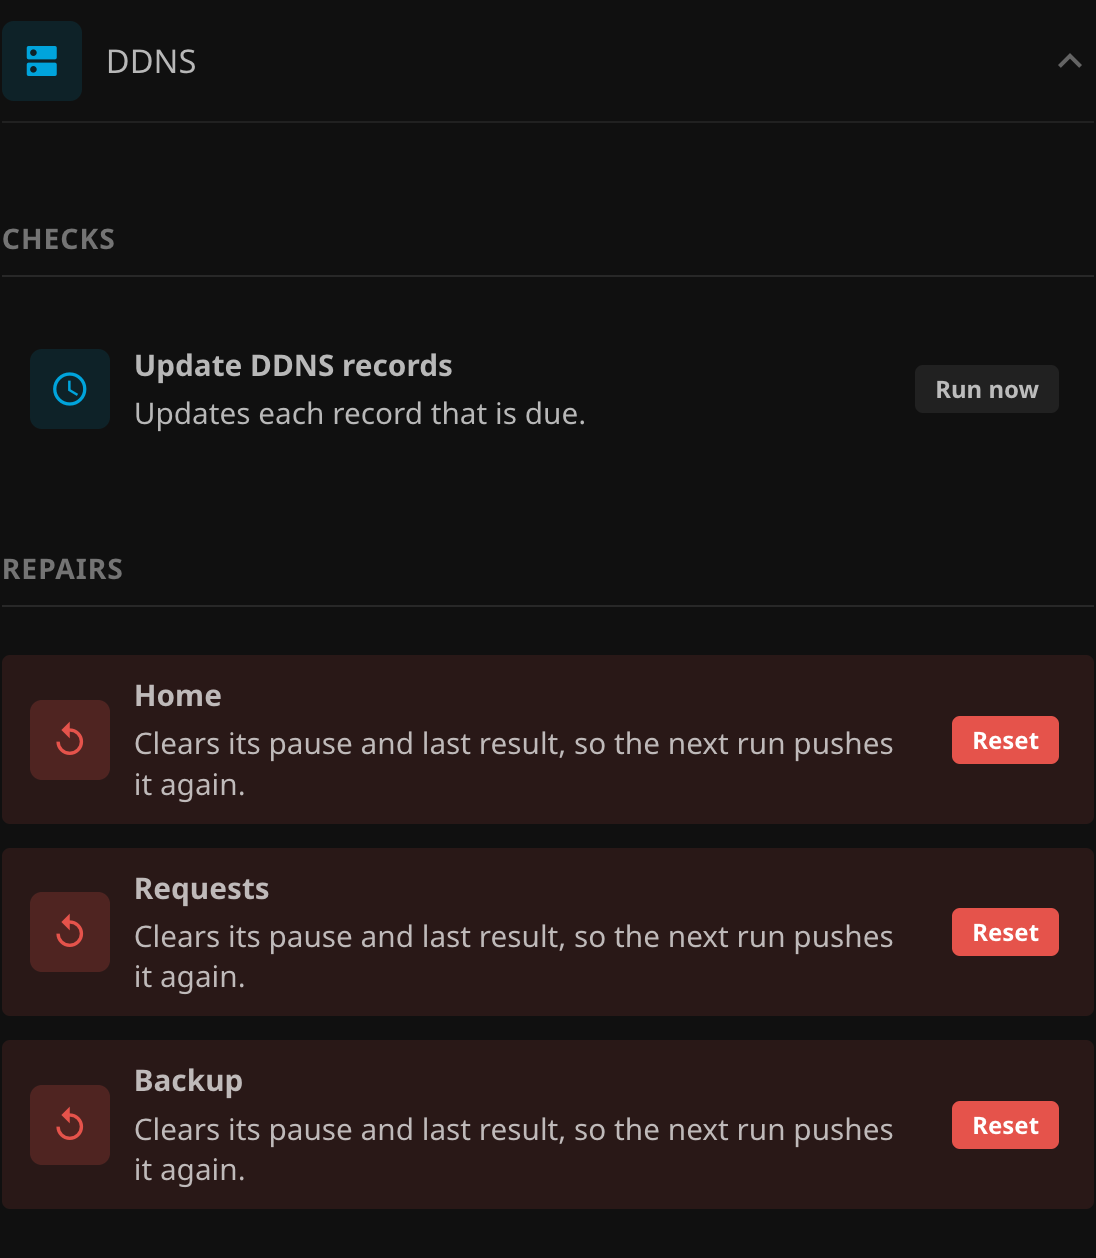 DDNS
CHECKS
Update DDNS records
Updates each record that is due.
Run now
REPAIRS
Home
Clears its pause and last result, so the next run pushes
it again.
Reset
Requests
Clears its pause and last result, so the next run pushes
it again.
Reset
Backup
Clears its pause and last result, so the next run pushes
it again.
Reset